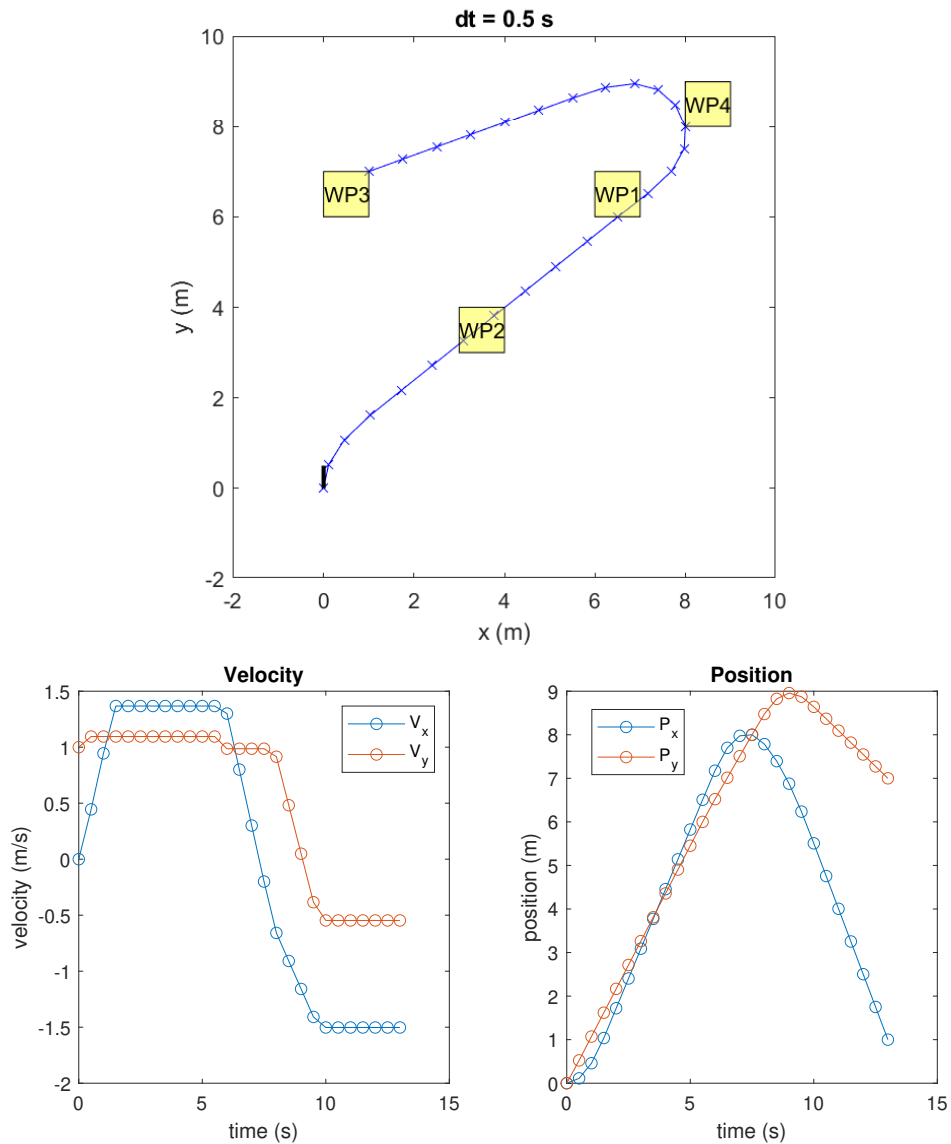 dt = 0.5 s
10
8
6
4
2
0
-2
y (m)
WP4
WP3
WP1
WP2
-2
0
2
4
6
8
10
x (m)
Velocity
1.5
1
0.5
0
-0.5
-1
-1.5
-2
velocity (m/s)
V_x
V_y
0
5
10
15
time (s)
Position
9
8
7
6
5
4
3
2
1
0
position (m)
P_x
P_y
0
5
10
15
time (s)